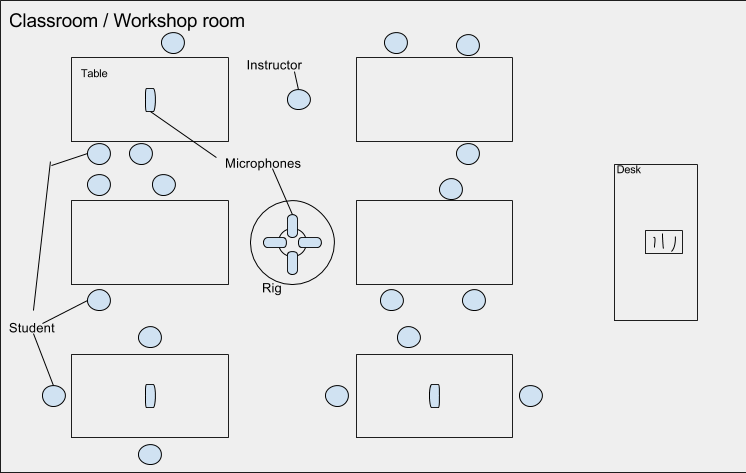 Classroom / Workshop room
Table
Instructor
Microphones
Desk
Rig
Student